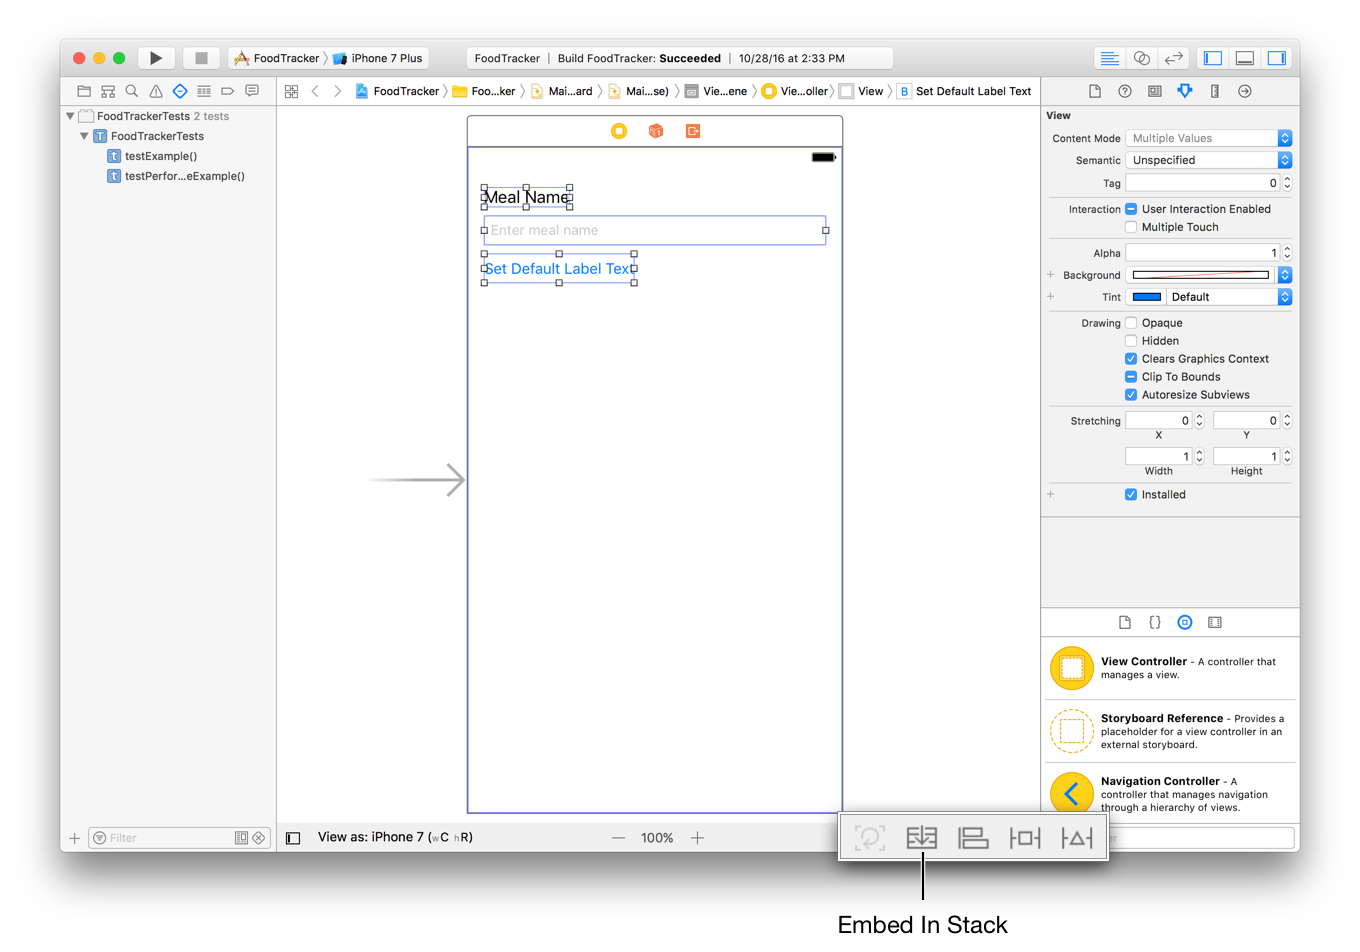 FoodTracker iPhone 7 Plus
FoodTracker | Build FoodTracker: Succeeded | 10/28/16 at 2:33 PM
FoodTracker Foo...ker Mai...ard Mai...se) Vie...ene Vie...oller View B Set Default Label Text
FoodTrackerTests 2 tests
T FoodTrackerTests
t testExample()
t testPerfor...eExample()
Meal Name
Enter meal name
Set Default Label Text
View
Content Mode Multiple Values
Semantic Unspecified
Tag 0
Interaction User Interaction Enabled
Multiple Touch
Alpha 1
Background
Tint Default
Drawing Opaque
Hidden
Clears Graphics Context
Clip To Bounds
Autoresize Subviews
Stretching 0 0
X Y
1 1
Width Height
Installed
View Controller - A controller that
manages a view.
Storyboard Reference - Provides a
placeholder for a view controller in an
external storyboard.
Navigation Controller - A
controller that manages navigation
through a hierarchy of views.
Filter
View as: iPhone 7 (wC hR)
100%
Embed In Stack